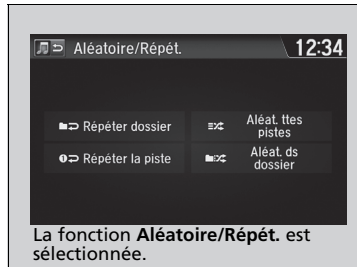 Aléatoire/Répét.
12:34
Répéter dossier
Aléat. ttes
pistes
Répéter la piste
Aléat. ds
dossier
La fonction Aléatoire/Répét. est
sélectionnée.